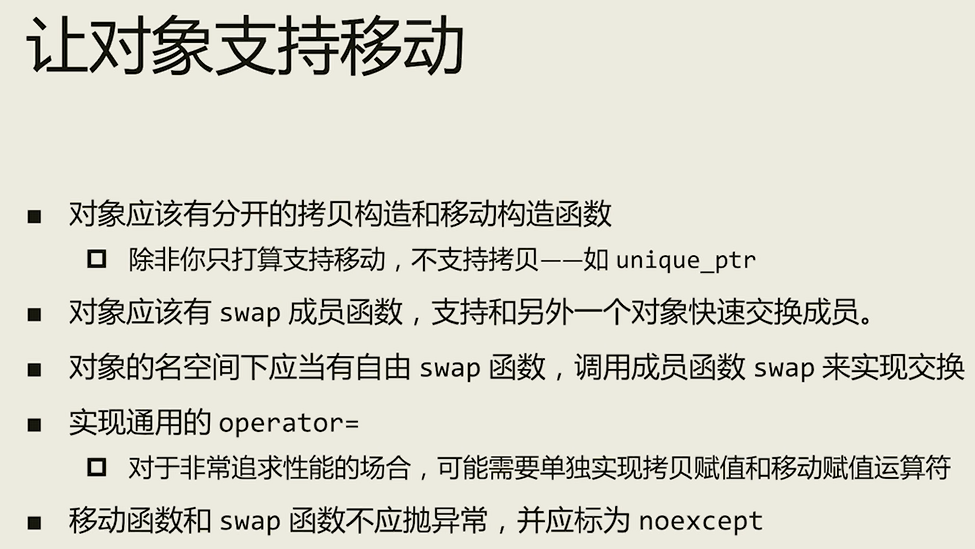 让对象支持移动
对象应该有分开的拷贝构造和移动构造函数
除非你只打算支持移动，不支持拷贝——如 unique_ptr
对象应该有 swap 成员函数，支持和另外一个对象快速交换成员。
对象的名空间下应当有自由 swap 函数，调用成员函数 swap 来实现交换
实现通用的 operator=
对于非常追求性能的场合，可能需要单独实现拷贝赋值和移动赋值运算符
移动函数和 swap 函数不应抛异常，并应标为 noexcept